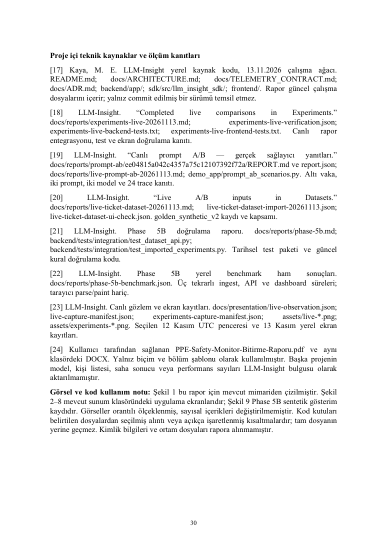 Proje içi teknik kaynaklar ve ölçüm kanıtları
[17] Kaya, M. E. LLM-Insight yerel kaynak kodu, 13.11.2026 çalışma ağacı.
README.md; docs/ARCHITECTURE.md; docs/TELEMETRY_CONTRACT.md;
docs/ADR.md; backend/app/; sdk/src/llm_insight_sdk/; frontend/. Rapor güncel çalışma
dosyalarını içerir; yalnız commit edilmiş bir sürümü temsil etmez.
[18] LLM-Insight. “Completed live comparisons in Experiments.”
docs/reports/experiments-live-20261113.md; experiments-live-verification.json;
experiments-live-backend-tests.txt; experiments-live-frontend-tests.txt. Canlı rapor
entegrasyonu, test ve ekran doğrulama kanıtı.
[19] LLM-Insight. “Canlı prompt A/B — gerçek sağlayıcı yanıtları.”
docs/reports/prompt-ab/ee04815a042c4357a75c12107392f72a/REPORT.md ve report.json;
docs/reports/live-prompt-ab-20261113.md; demo_app/prompt_ab_scenarios.py. Altı vaka,
iki prompt, iki model ve 24 trace kanıtı.
[20] LLM-Insight. “Live A/B inputs in Datasets.”
docs/reports/live-ticket-dataset-20261113.md; live-ticket-dataset-import-20261113.json;
live-ticket-dataset-ui-check.json. golden_synthetic_v2 kaydı ve kapsamı.
[21] LLM-Insight. Phase 5B doğrulama raporu. docs/reports/phase-5b.md;
backend/tests/integration/test_dataset_api.py;
backend/tests/integration/test_imported_experiments.py. Tarihsel test paketi ve güncel
kural doğrulama kodu.
[22] LLM-Insight. Phase 5B yerel benchmark ham sonuçları.
docs/reports/phase-5b-benchmark.json. Üç tekrarlı ingest, API ve dashboard süreleri;
tarayıcı parse/paint hariç.
[23] LLM-Insight. Canlı gözlem ve ekran kayıtları. docs/presentation/live-observation.json;
live-capture-manifest.json; experiments-capture-manifest.json; assets/live-*.png;
assets/experiments-*.png. Seçilen 12 Kasım UTC penceresi ve 13 Kasım yerel ekran
kayıtları.
[24] Kullanıcı tarafından sağlanan PPE-Safety-Monitor-Bitirme-Raporu.pdf ve aynı
klasördeki DOCX. Yalnız biçim ve bölüm şablonu olarak kullanılmıştır. Başka projenin
model, kişi listesi, saha sonucu veya performans sayıları LLM-Insight bulgusu olarak
aktarılmamıştır.
Görsel ve kod kullanım notu: Şekil 1 bu rapor için mevcut mimariden çizilmiştir. Şekil
2–8 mevcut sunum klasöründeki uygulama ekranlarıdır; Şekil 9 Phase 5B sentetik gösterim
kaydıdır. Görseller orantılı ölçeklenmiş, sayısal içerikleri değiştirilmemiştir. Kod kutuları
belirtilen dosyalardan seçilmiş alıntı veya açıkça işaretlenmiş kısaltmalardır; tam dosyanın
yerine geçmez. Kimlik bilgileri ve ortam dosyaları rapora alınmamıştır.
30